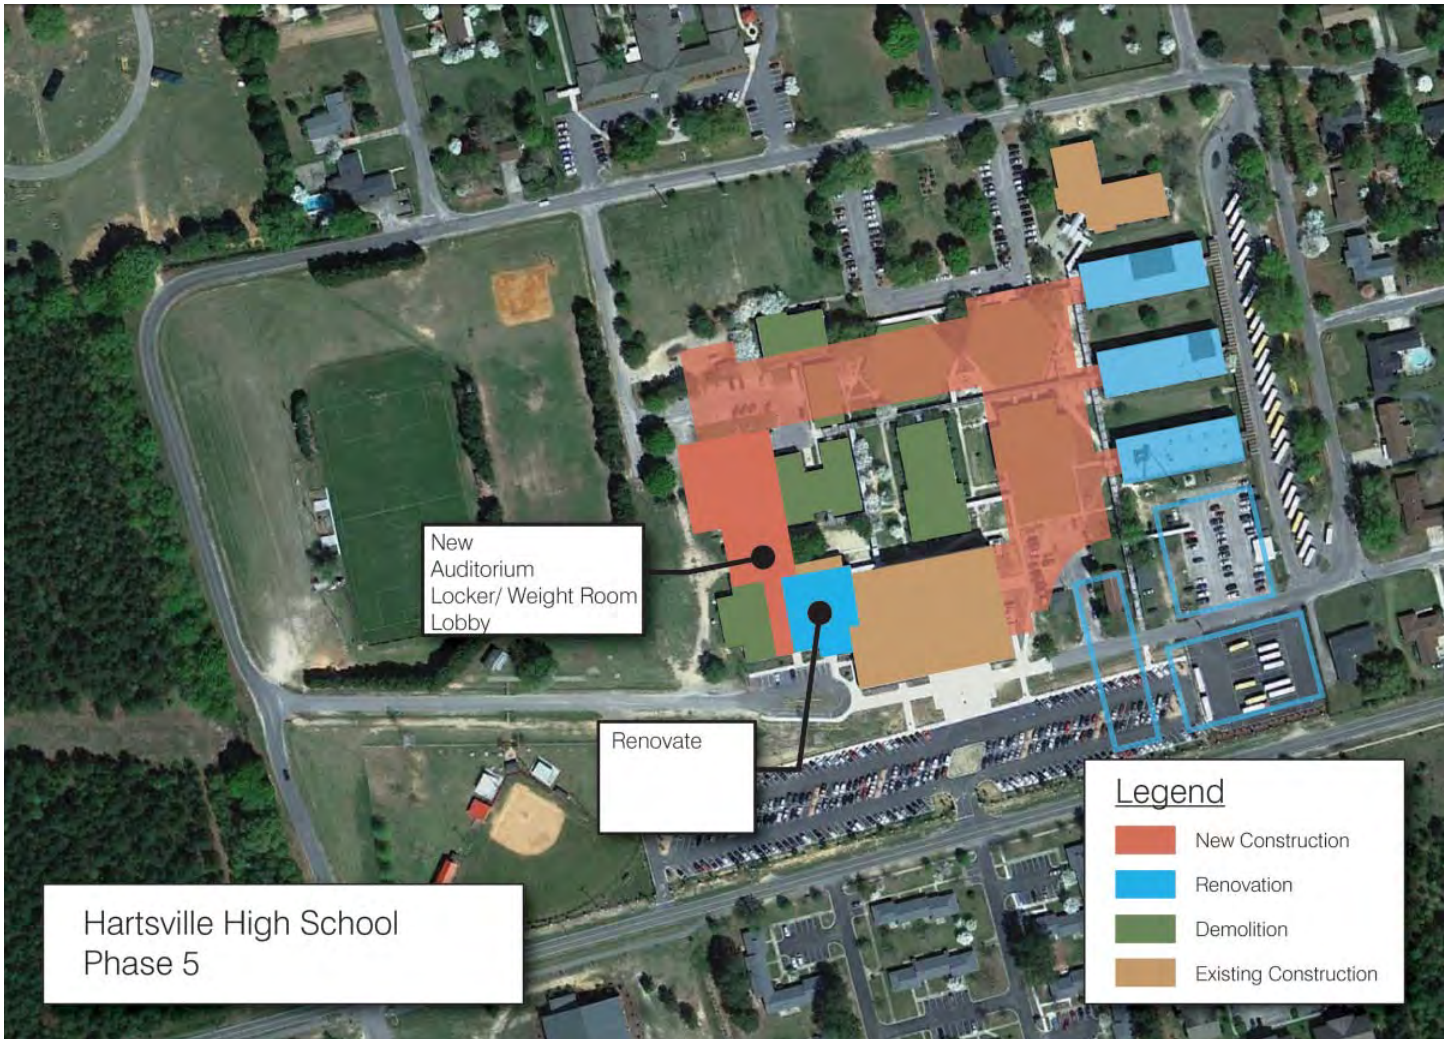 New
Auditorium
Locker/ Weight Room
Lobby
Renovate
Legend
New Construction
Renovation
Demolition
Existing Construction
Hartsville High School
Phase 5